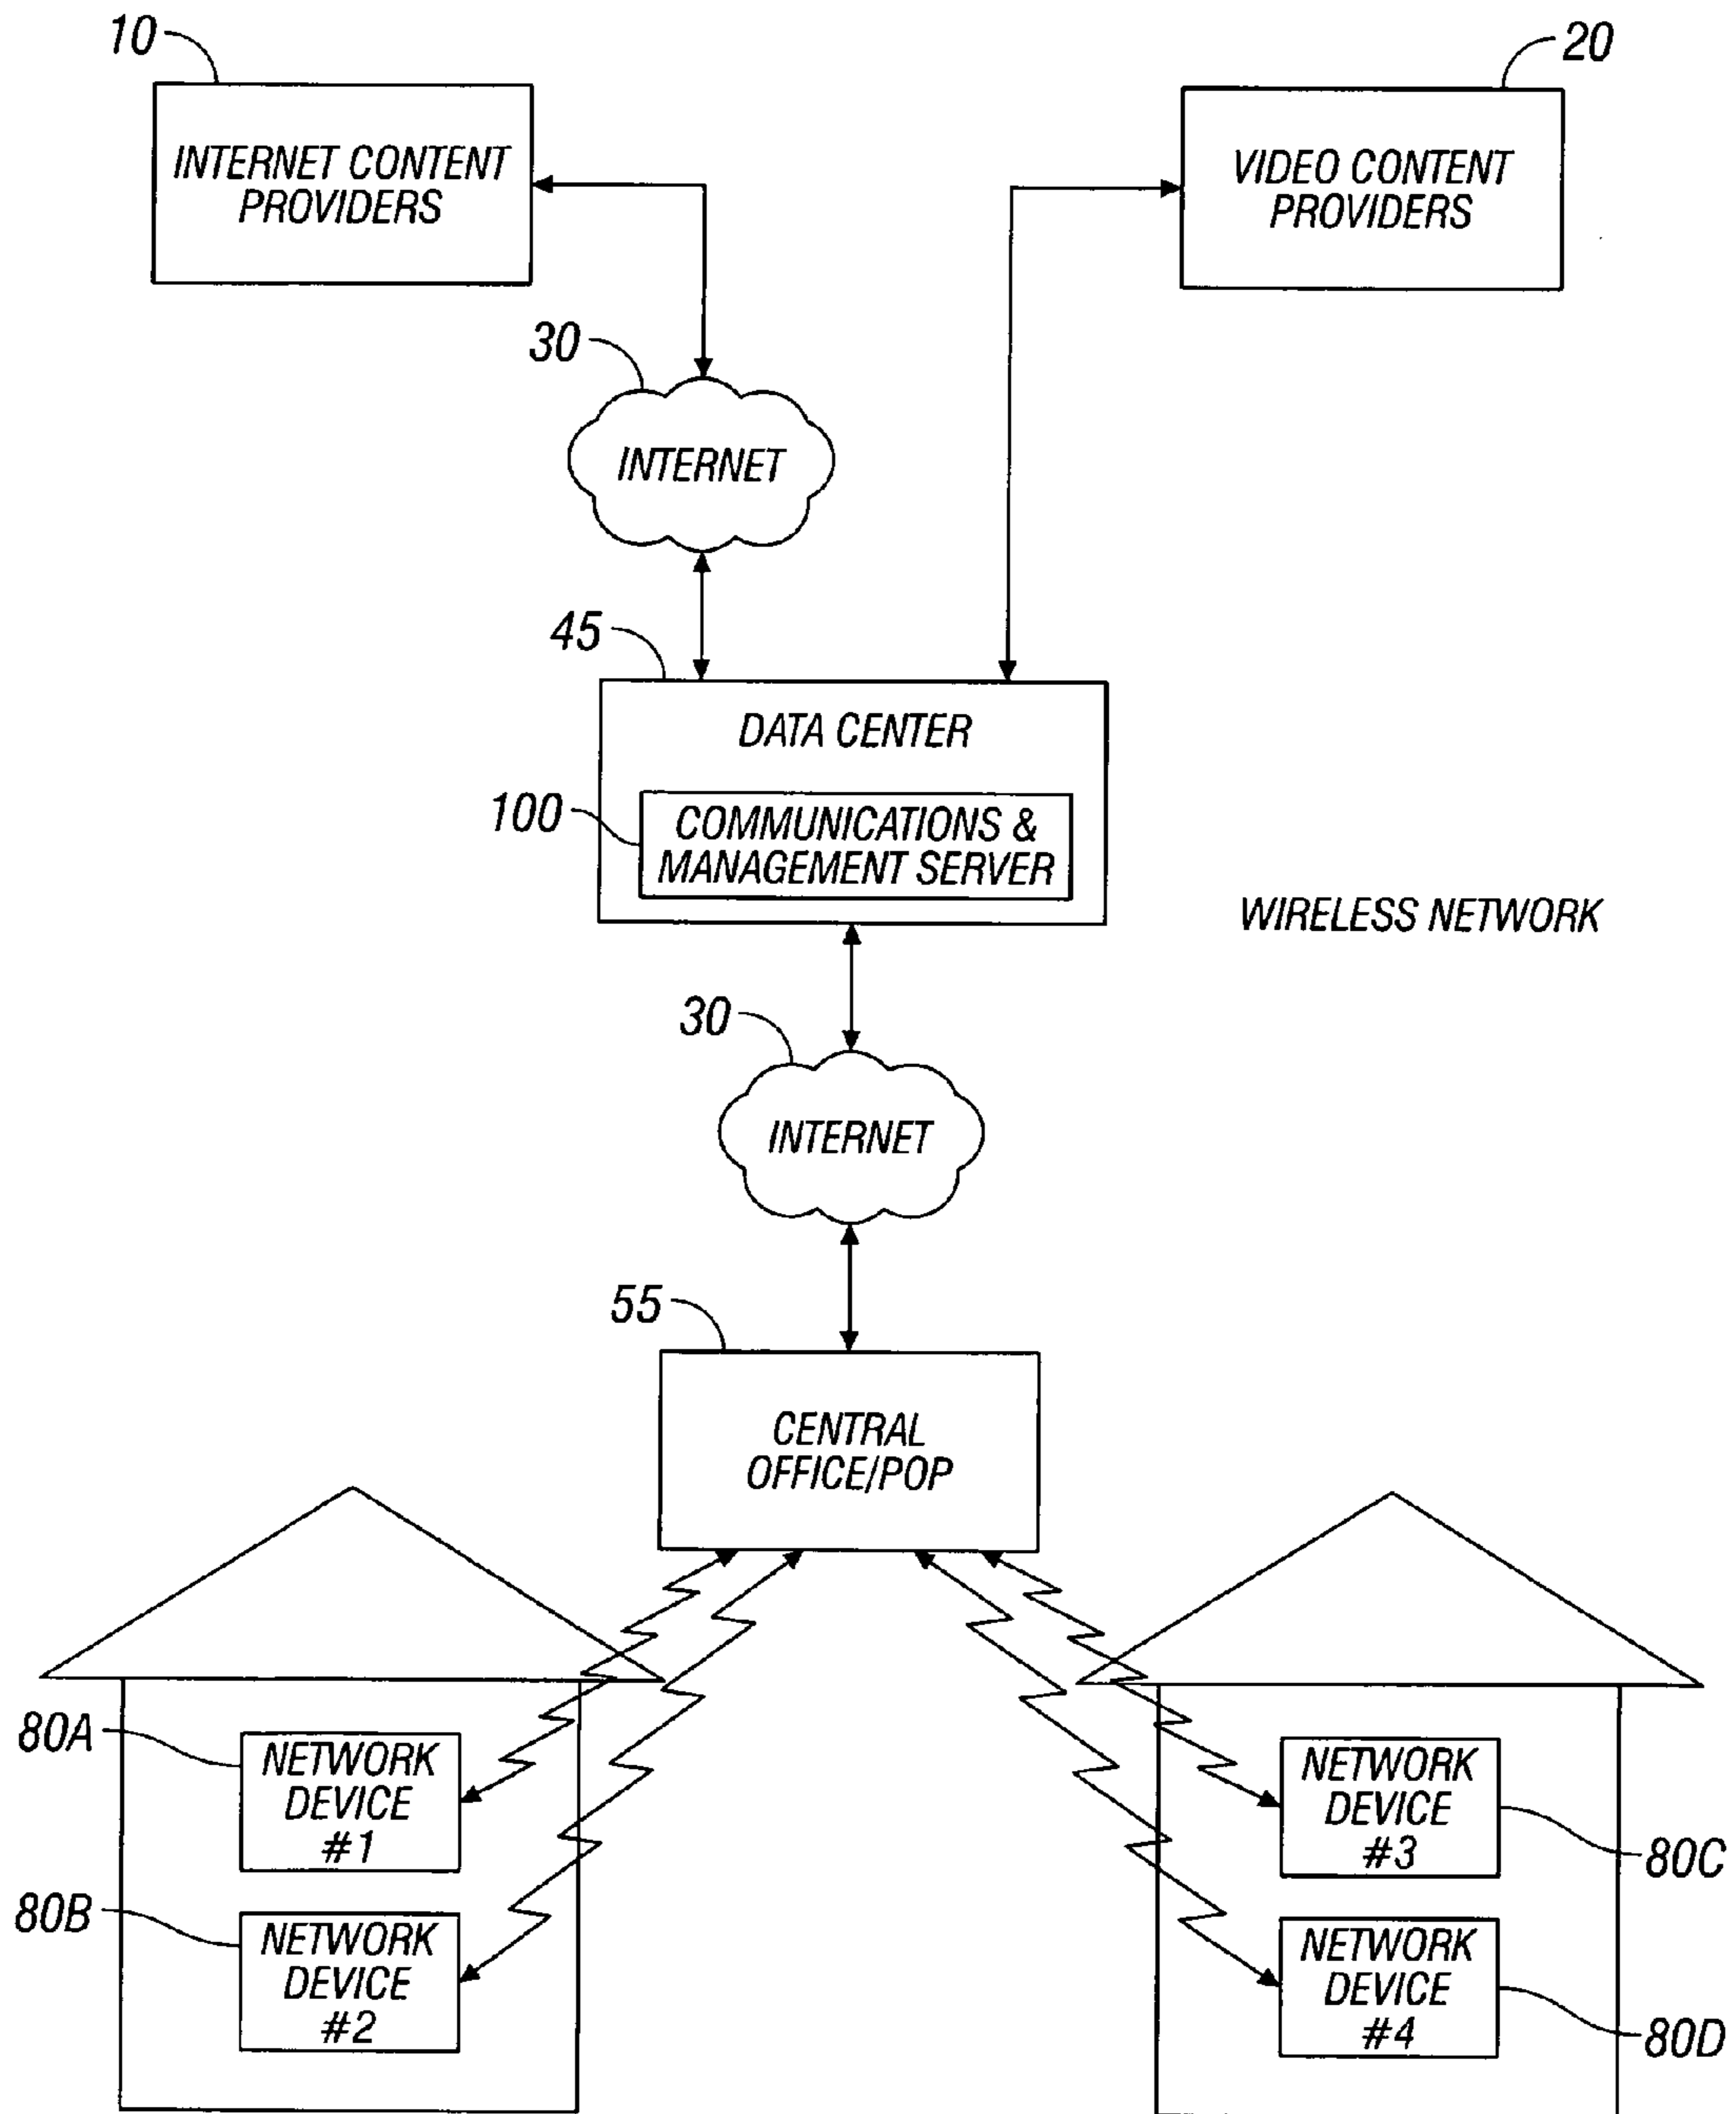 10
20
INTERNET CONTENT
PROVIDERS
VIDEO CONTENT
PROVIDERS
30
INTERNET
45
DATA CENTER
100
COMMUNICATIONS &
MANAGEMENT SERVER
WIRELESS NETWORK
30
INTERNET
55
CENTRAL
OFFICE/POP
80A
NETWORK
DEVICE
#1
80B
NETWORK
DEVICE
#2
NETWORK
DEVICE
#3
80C
NETWORK
DEVICE
#4
80D